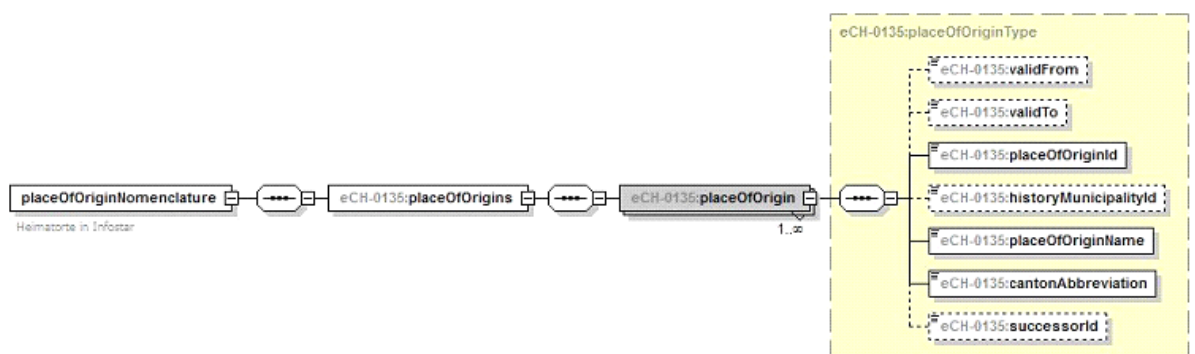 eCH-0135:placeOfOriginType
eCH-0135:validFrom
eCH-0135:validTo
eCH-0135:placeOfOriginId
placeOfOriginNomenclature
eCH-0135:placeOfOrigins
eCH-0135:placeOfOrigin
eCH-0135:historyMunicipalityId
Heimatorte in Infostar
1..∞
eCH-0135:placeOfOriginName
eCH-0135:cantonAbbreviation
eCH-0135:successorId